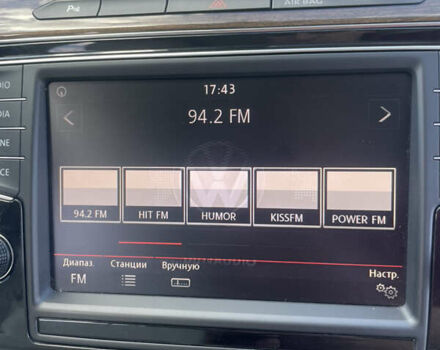 AIR BAG
17:43
94.2 FM
94.2 FM HIT FM HUMOR KISSFM POWER FM
DYNAUDIO
Диапаз. Станции Вручную Настр.
FM